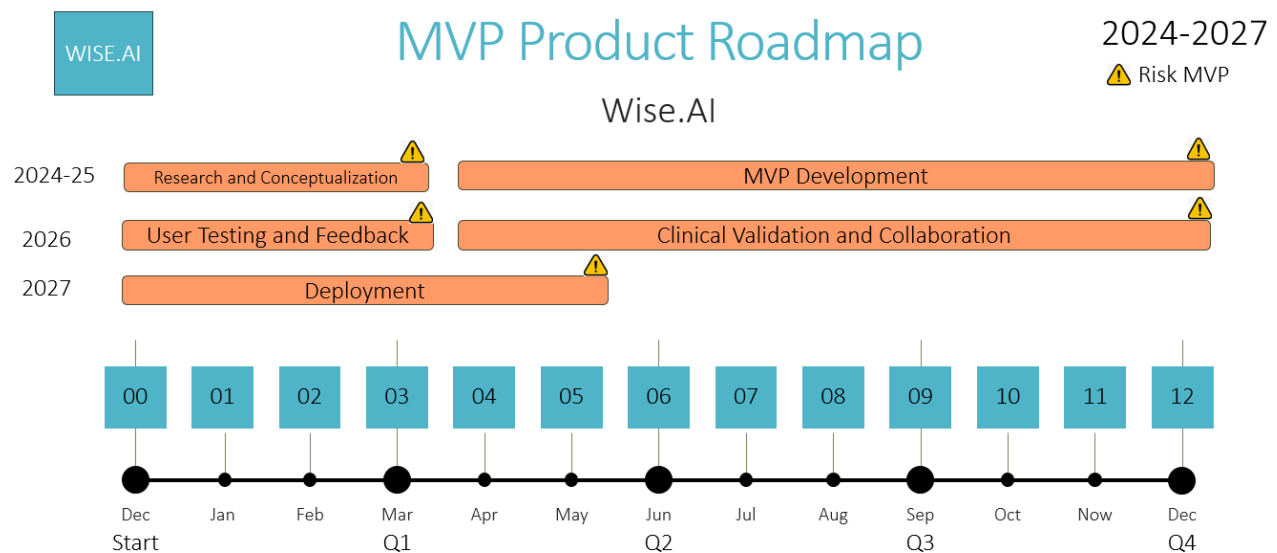 WISE.AI
MVP Product Roadmap
2024-2027
Risk MVP
Wise.AI
2024-25
Research and Conceptualization
MVP Development
2026
User Testing and Feedback
Clinical Validation and Collaboration
2027
Deployment
00 01 02 03 04 05 06 07 08 09 10 11 12
Dec Jan Feb Mar Apr May Jun Jul Aug Sep Oct Now Dec
Start Q1 Q2 Q3 Q4